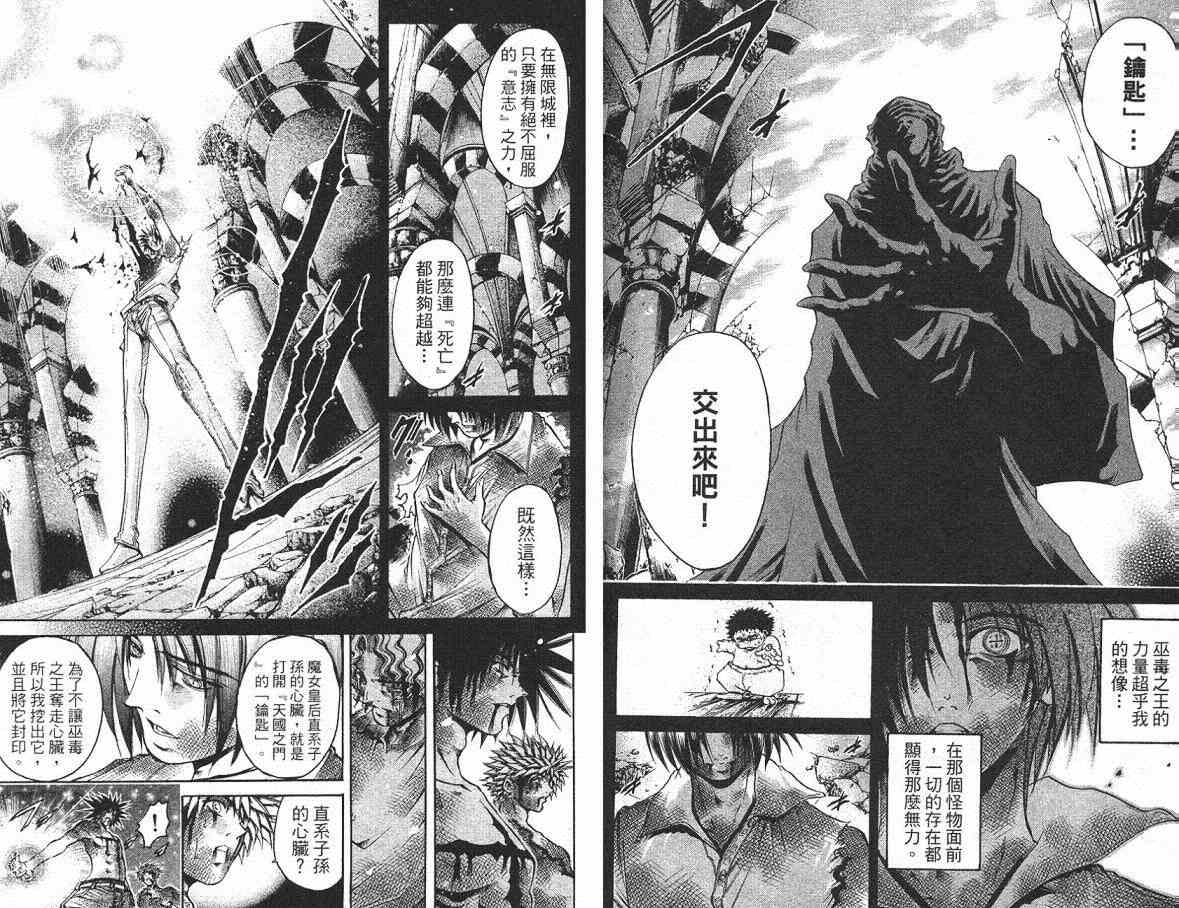 「鑰匙」…
交出來吧！
巫毒之王的
力量超乎我
的想像…
在那個怪物面前
，一切的存在都
顯得那麼無力。
在無限城裡，
只要擁有絕不屈服
的『意志』之力，
那麼連『死亡』
都能夠超越…
既然這樣…
魔女皇后直系子
孫的心臟，就是
打開『天國之門
』的「鑰匙」。
為了不讓巫毒
之王奪走心臟，
所以我挖出它，
並且將它封印。
直系子孫
的心臟？
！